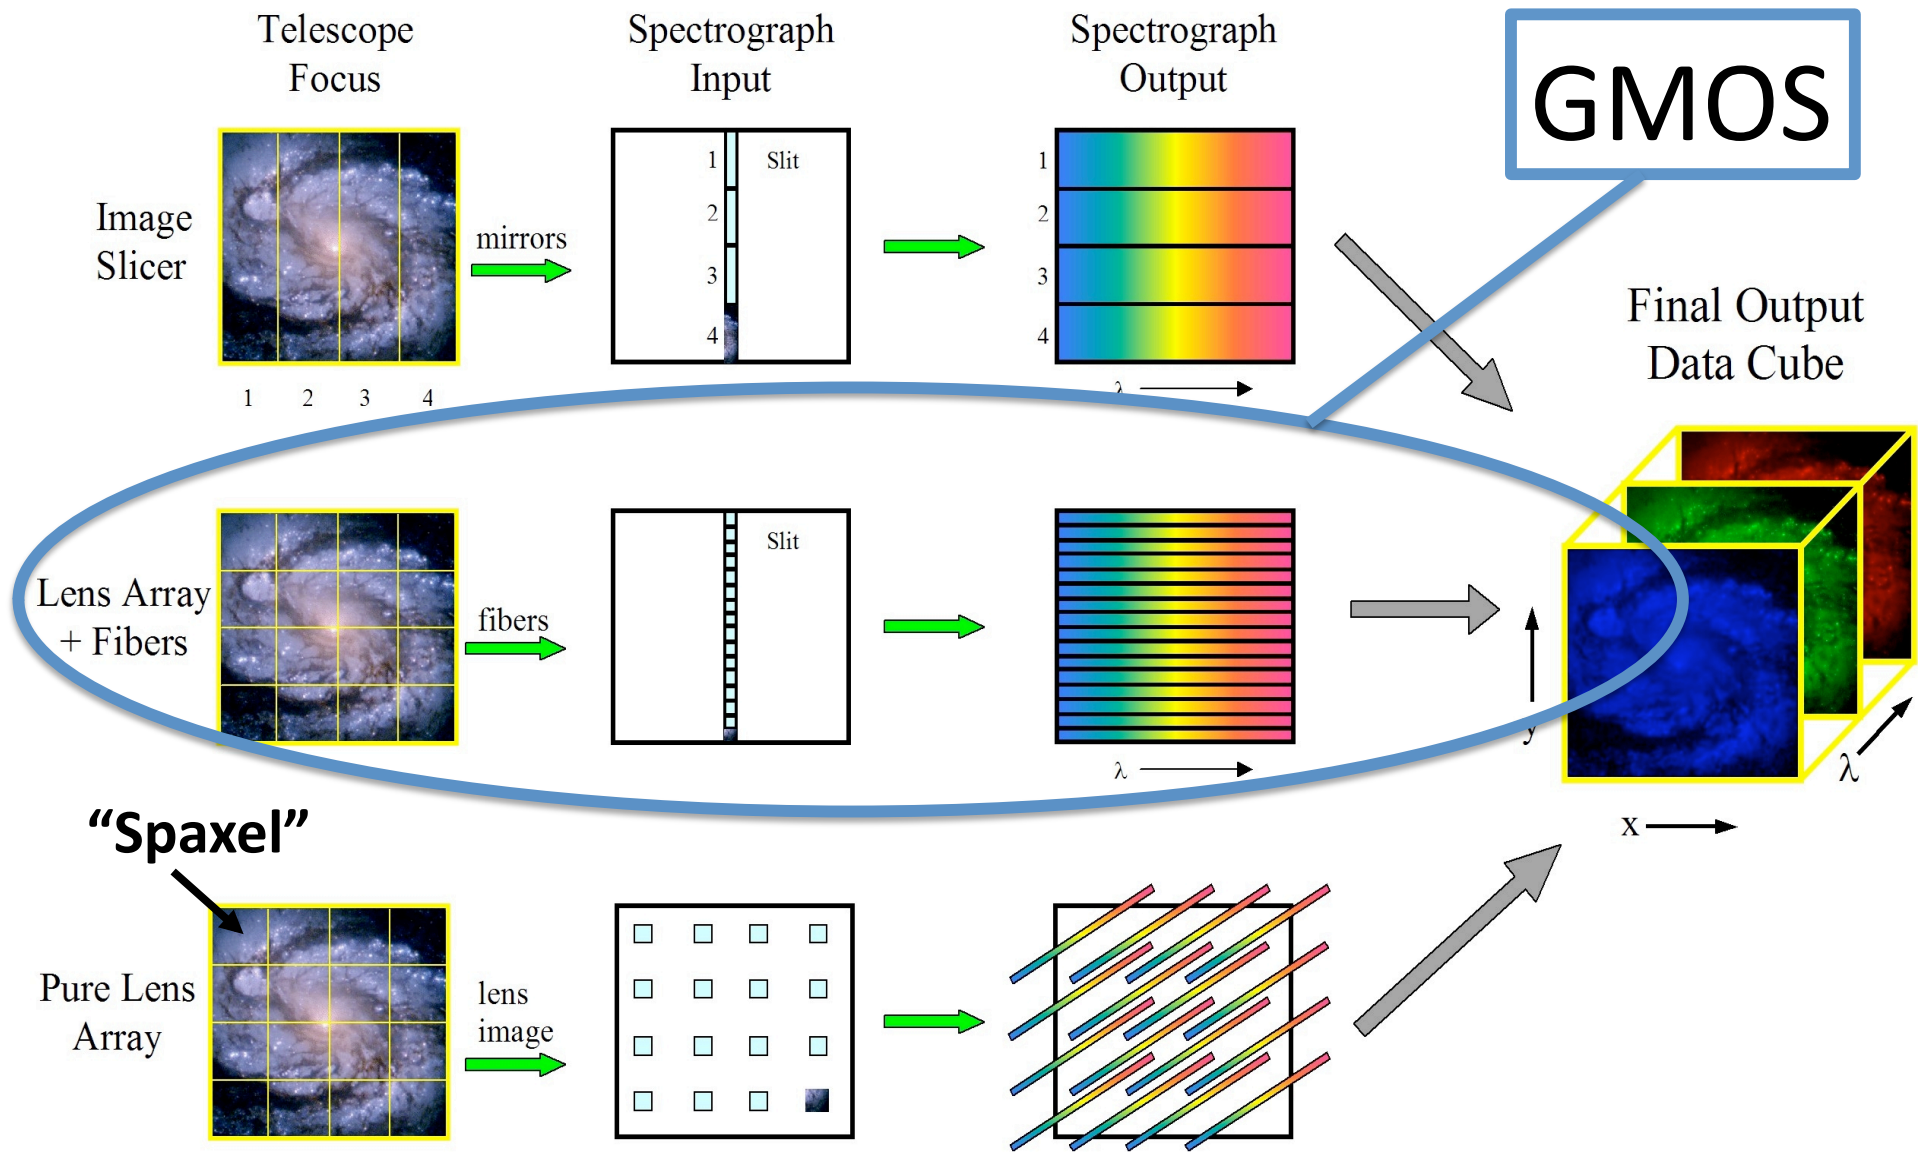 Telescope
Focus
Spectrograph
Input
Spectrograph
Output
GMOS
Image
Slicer
mirrors
1
2
3
4
Slit
1
2
3
4
λ
1 2 3 4
Final Output
Data Cube
Lens Array
+ Fibers
fibers
Slit
λ
y
x
λ
“Spaxel”
Pure Lens
Array
lens
image